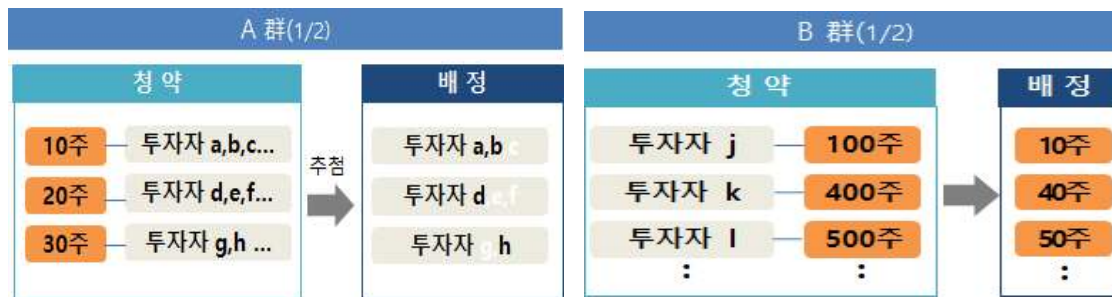 A 群(1/2)
청 약
배 정
10주
투자자 a,b,c...
20주
투자자 d,e,f...
30주
투자자 g,h ...
추첨
투자자 a,b c
투자자 d e,f
투자자 g h
B 群(1/2)
청 약
배 정
투자자 j
100주
10주
투자자 k
400주
40주
투자자 l
500주
50주
:
:
: